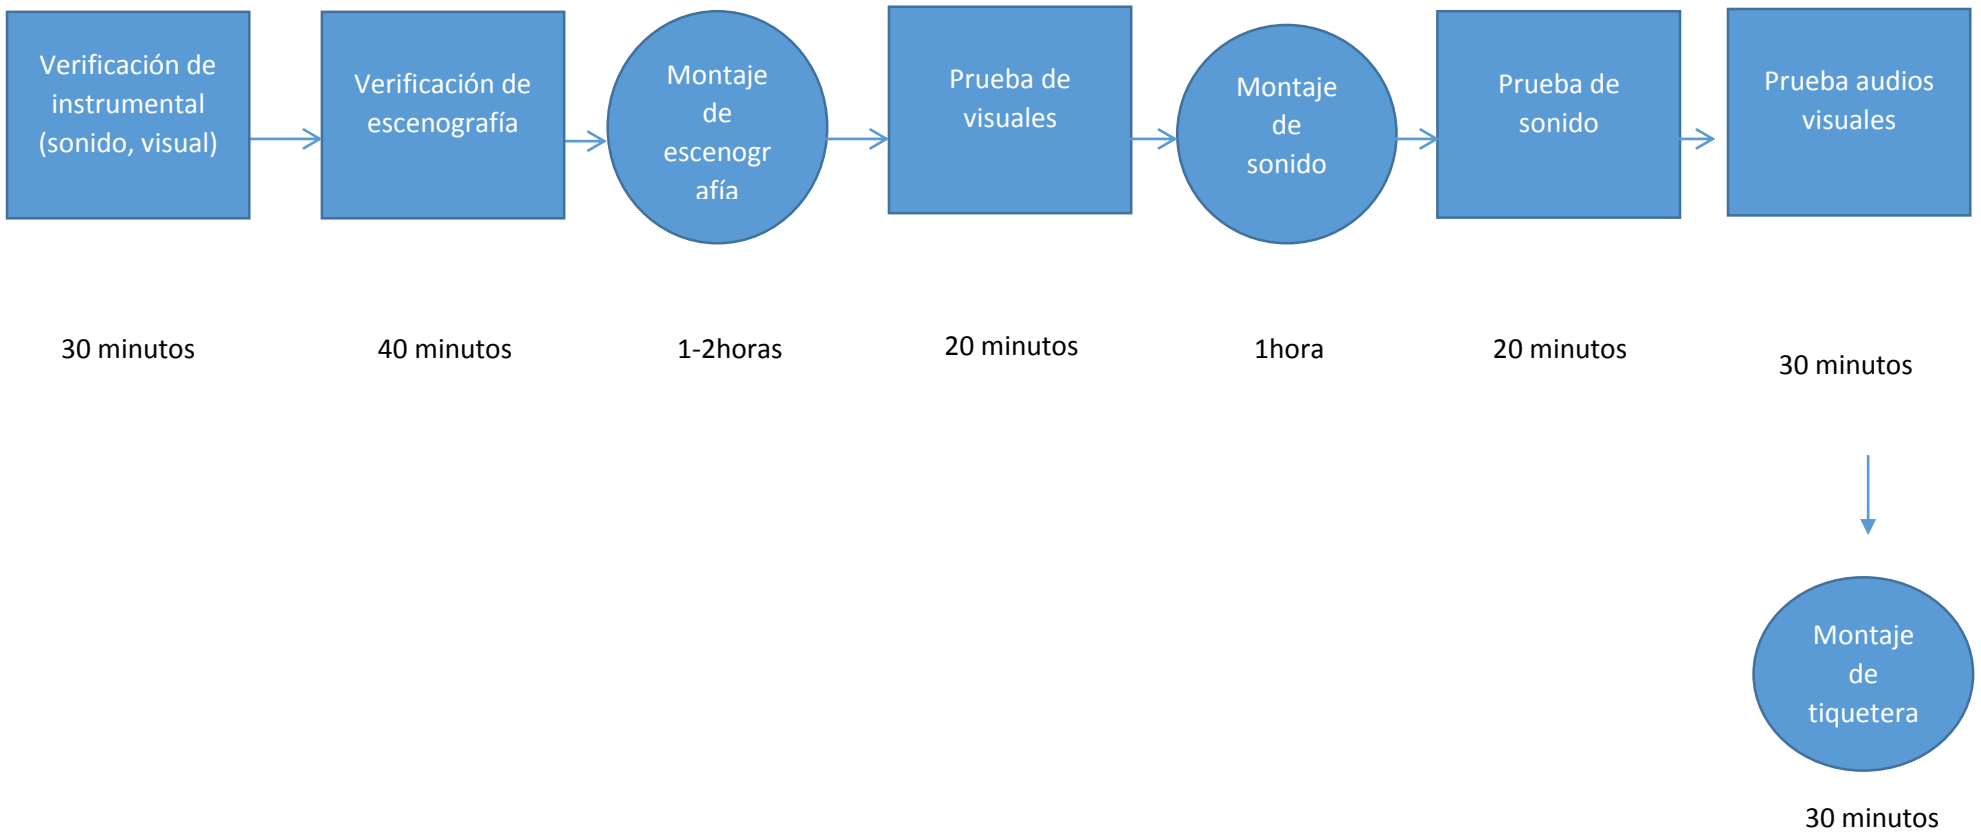 Verificación de
instrumental
(sonido, visual)
Verificación de
escenografía
Montaje
de
escenogr
afía
Prueba de
visuales
Montaje
de
sonido
Prueba de
sonido
Prueba audios
visuales
30 minutos
40 minutos
1-2horas
20 minutos
1hora
20 minutos
30 minutos
Montaje
de
tiquetera
30 minutos